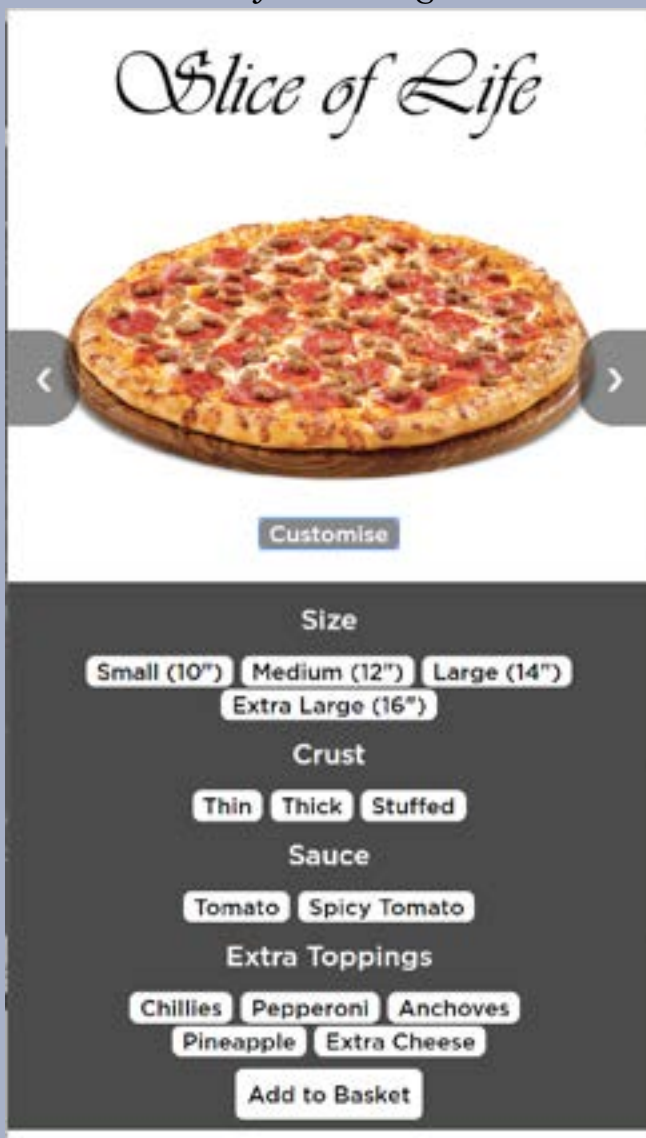 Slice of Life
Customise
Size
Small (10") Medium (12") Large (14")
Extra Large (16")
Crust
Thin Thick Stuffed
Sauce
Tomato Spicy Tomato
Extra Toppings
Chillies Pepperoni Anchoves
Pineapple Extra Cheese
Add to Basket